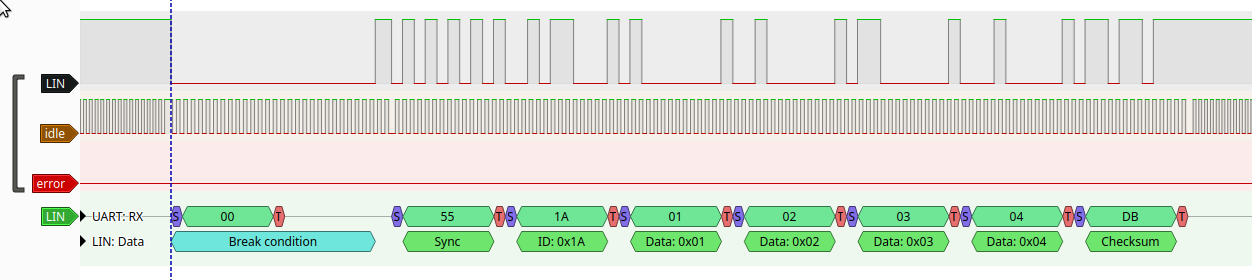 LIN
idle
error
LIN UART: RX S 00 T S 55 T S 1A T S 01 T S 02 T S 03 T S 04 T S DB T
LIN: Data Break condition Sync ID: 0x1A Data: 0x01 Data: 0x02 Data: 0x03 Data: 0x04 Checksum